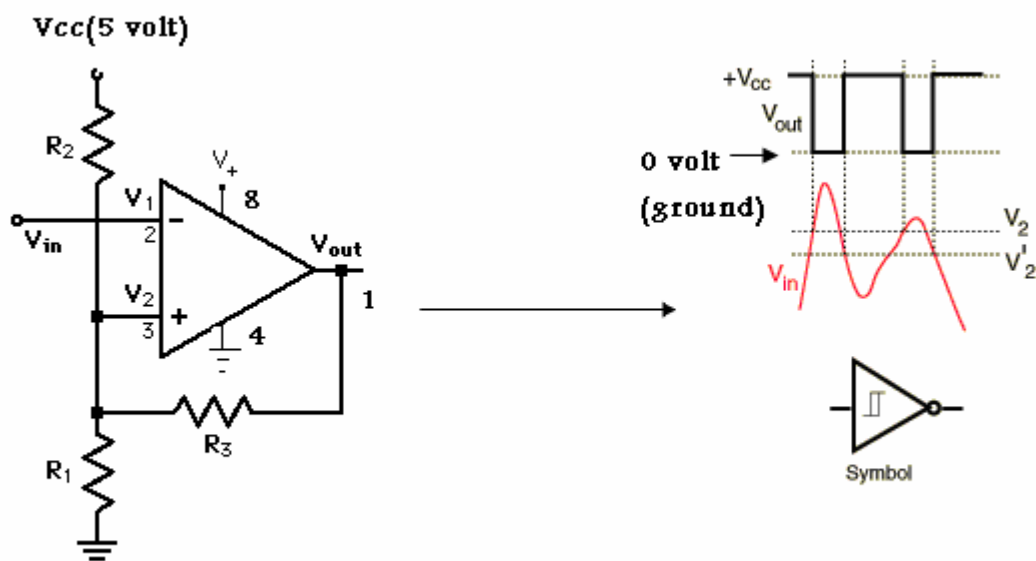 Vcc(5 volt)
R2
V+
8
V1
2
Vin
Vout
V2
3
4
1
R3
R1
+Vcc
Vout
0 volt
(ground)
V2
V'2
Vin
Symbol